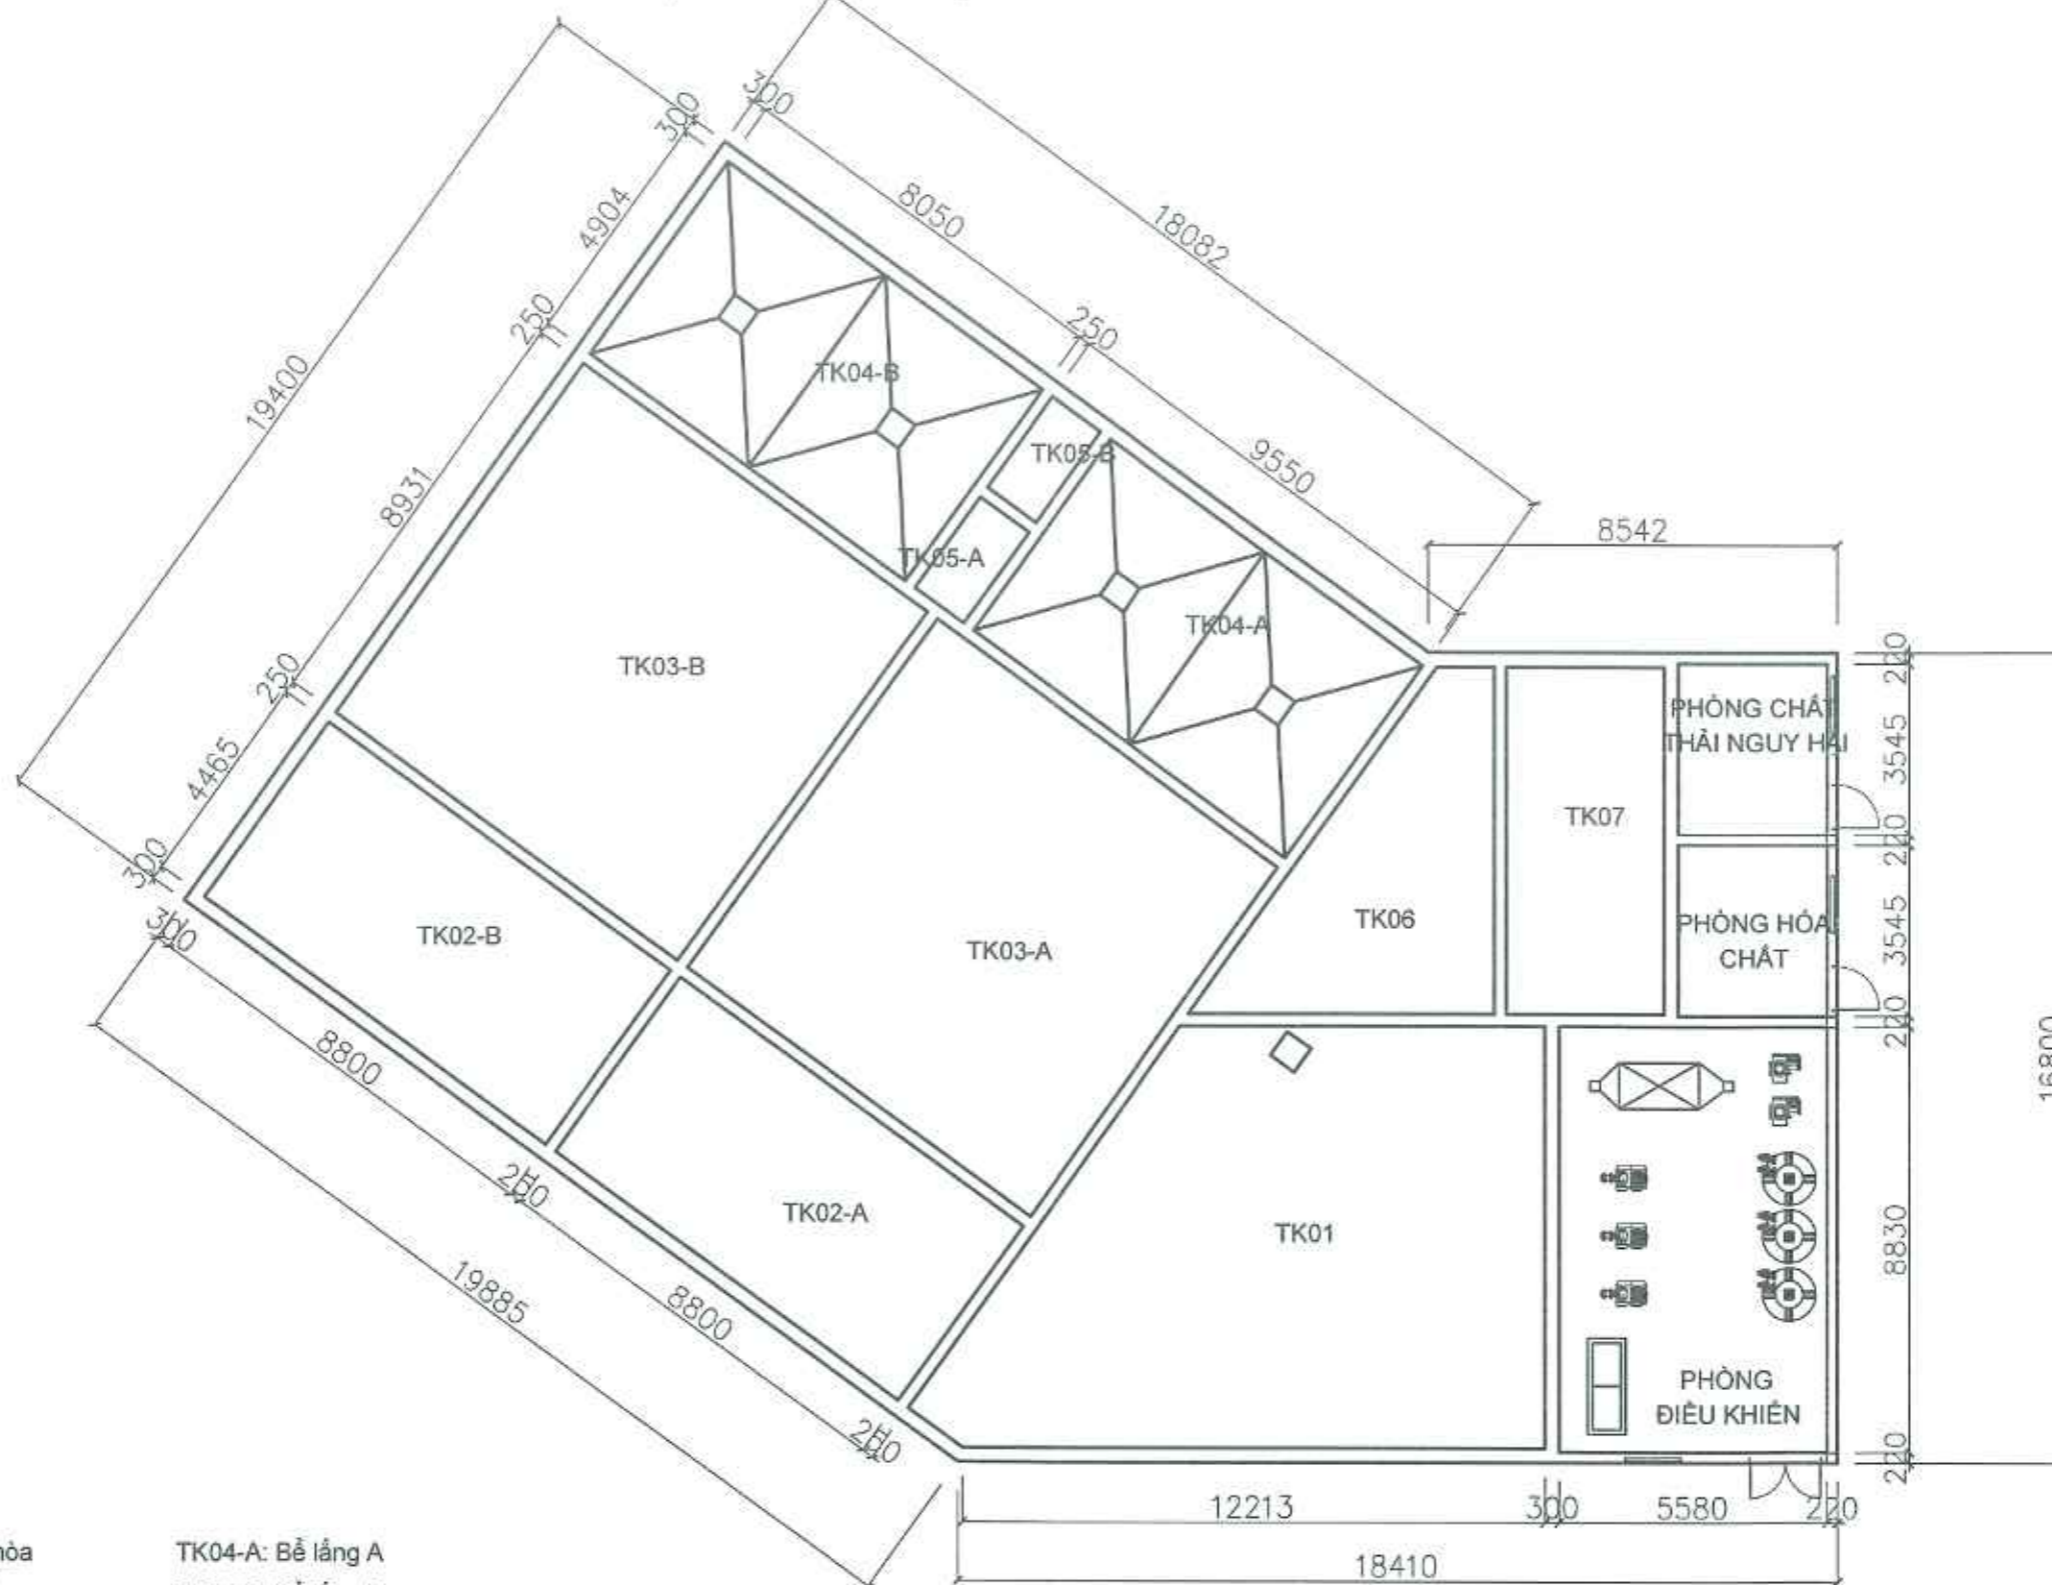 300
300
8050
18082
4904
250
250
TK04-B
19400
TK05-B
9550
8931
8542
TK05-A
TK04-A
220
TK03-B
250
PHÒNG CHẤT
THẢI NGUY HẠI
3545
4465
TK07
220
300
TK06
300
TK02-B
TK03-A
PHÒNG HÓA
CHẤT
3545
220
8800
16800
250
TK02-A
TK01
8830
19885
8800
PHÒNG
ĐIỀU KHIỂN
250
220
12213
300
5580
220
TK04-A: Bể lắng A
18410